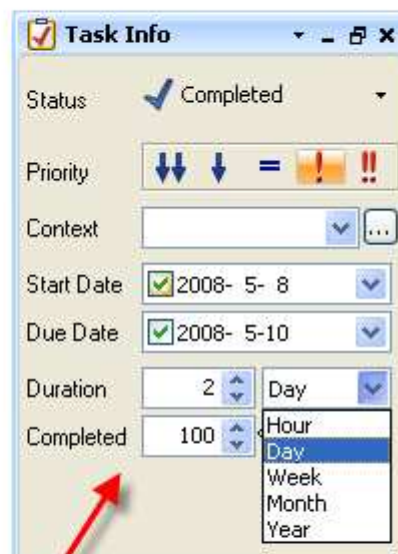 Task Info
Status Completed
Priority = ! !!
Context ...
Start Date 2008- 5- 8
Due Date 2008- 5-10
Duration 2 Day
Completed 100
Hour
Day
Week
Month
Year